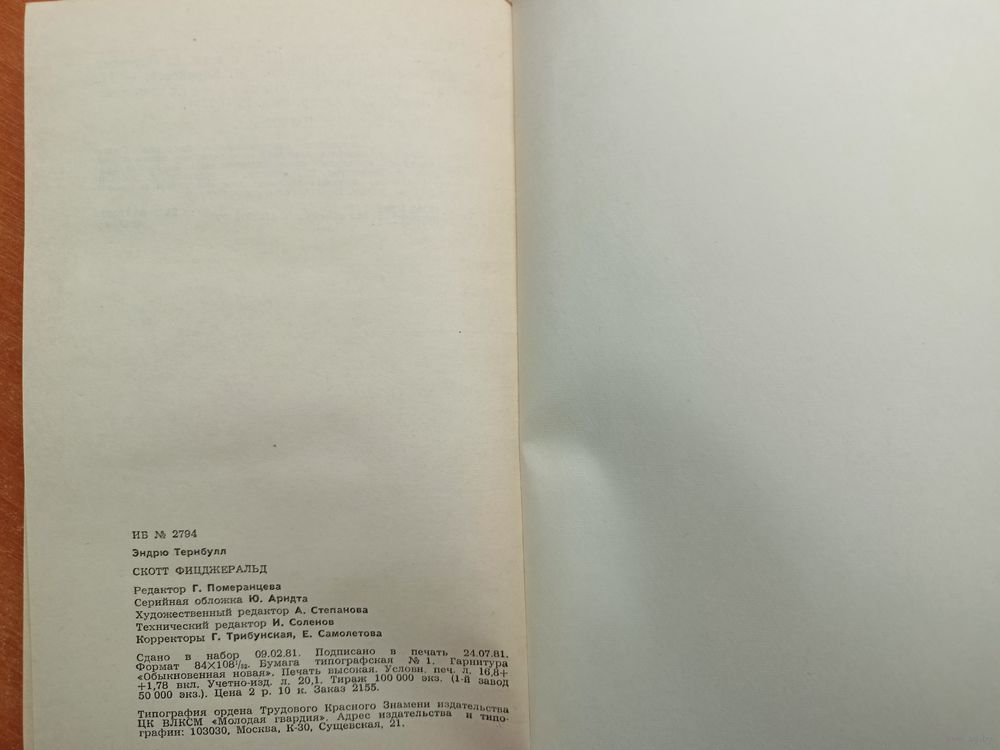 ИБ № 2794
Эндрю Тернбулл
СКОТТ ФИЦДЖЕРАЛЬД
Редактор Г. Померанцева
Серийная обложка Ю. Арндта
Художественный редактор А. Степанова
Технический редактор И. Соленов
Корректоры Г. Трибунская, Е. Самолетова
Сдано в набор 09.02.81. Подписано в печать 24.07.81.
Формат 84×108¹/₃₂. Бумага типографская № 1. Гарнитура
«Обыкновенная новая». Печать высокая. Условн. печ. л. 16,8+
+1,78 вкл. Учетно-изд. л. 20,1. Тираж 100 000 экз. (1-й завод
50 000 экз.). Цена 2 р. 10 к. Заказ 2155.
Типография ордена Трудового Красного Знамени издательства
ЦК ВЛКСМ «Молодая гвардия». Адрес издательства и типо-
графии: 103030, Москва, К-30, Сущевская, 21.